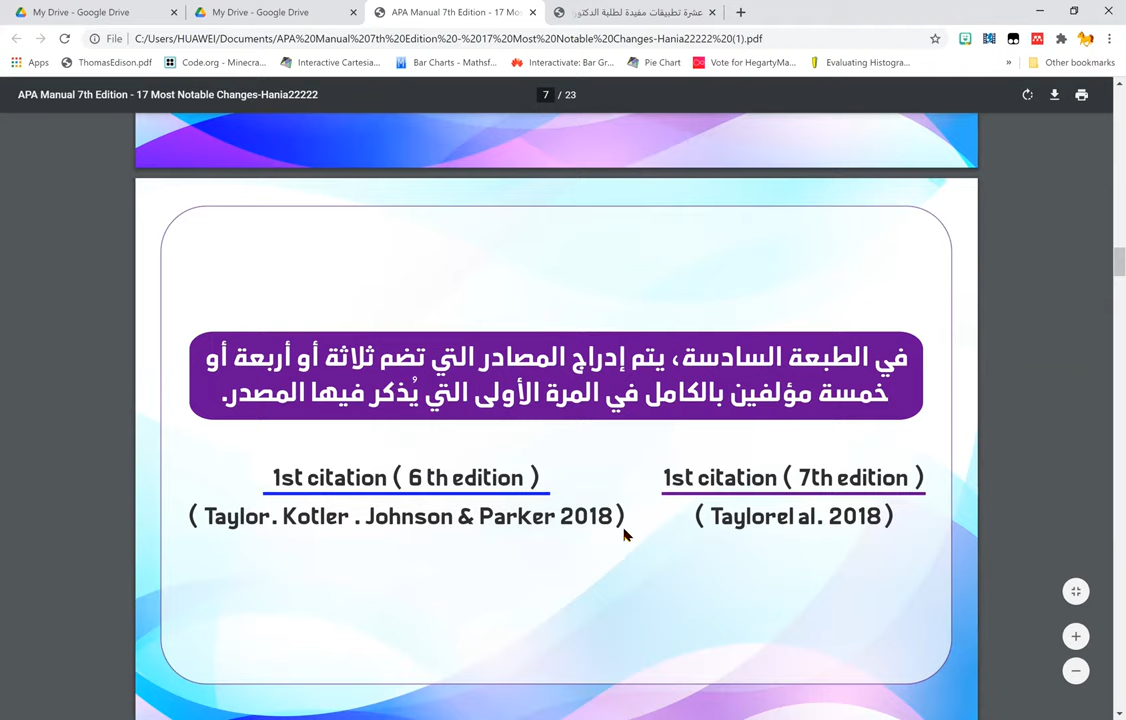 My Drive - Google Drive
My Drive - Google Drive
APA Manual 7th Edition - 17 Mos
عشرة تطبيقات مفيدة لطلبة الدكتورا
File
C:/Users/HUAWEI/Documents/APA%20Manual%207th%20Edition%20-%2017%20Most%20Notable%20Changes-Hania22222%20(1).pdf
Apps
ThomasEdison.pdf
Code.org - Minecra...
Interactive Cartesia...
Bar Charts - Mathsf...
Interactivate: Bar Gr...
Pie Chart
Vote for HegartyMa...
Evaluating Histogra...
»
Other bookmarks
APA Manual 7th Edition - 17 Most Notable Changes-Hania22222
7 / 23
في الطبعة السادسة، يتم إدراج المصادر التي تضم ثلاثة أو أربعة أو
خمسة مؤلفين بالكامل في المرة الأولى التي يُذكر فيها المصدر.
1st citation ( 6 th edition )
( Taylor . Kotler . Johnson & Parker 2018)
1st citation ( 7th edition )
( Taylorel al. 2018)